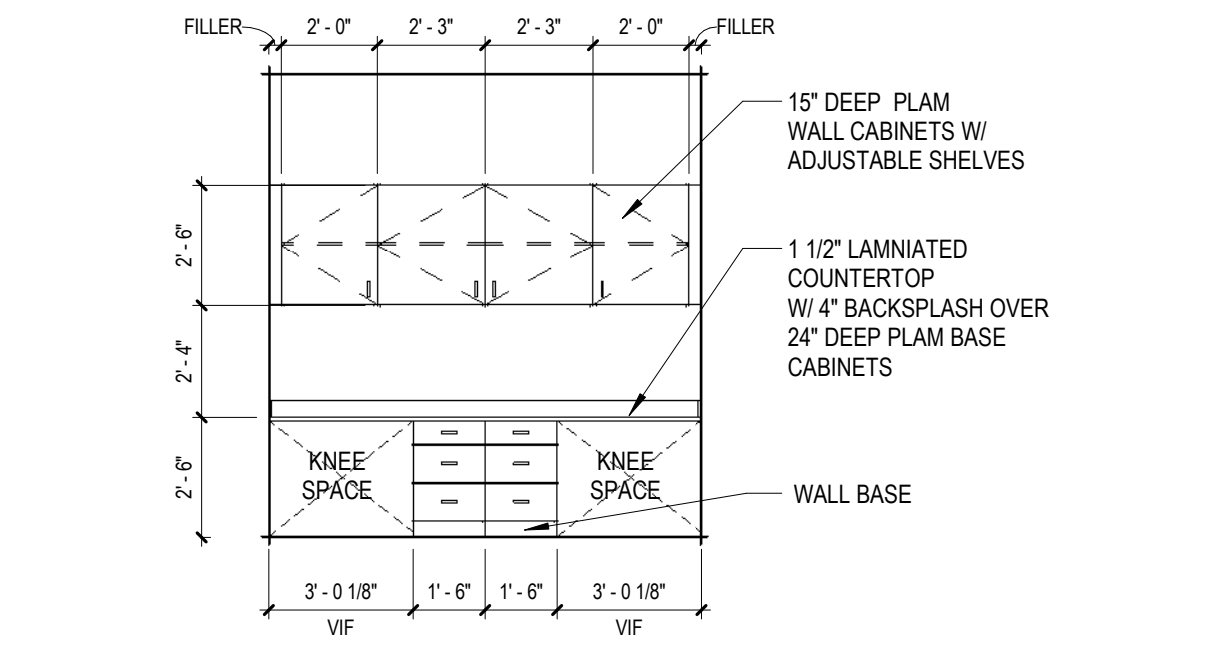 FILLER 2' - 0" 2' - 3" 2' - 3" 2' - 0" FILLER
15" DEEP PLAM
WALL CABINETS W/
ADJUSTABLE SHELVES
2' - 6"
1 1/2" LAMNIATED
COUNTERTOP
W/ 4" BACKSPLASH OVER
24" DEEP PLAM BASE
CABINETS
2' - 4"
2' - 6"
KNEE
SPACE
KNEE
SPACE
WALL BASE
3' - 0 1/8" 1' - 6" 1' - 6" 3' - 0 1/8"
VIF VIF